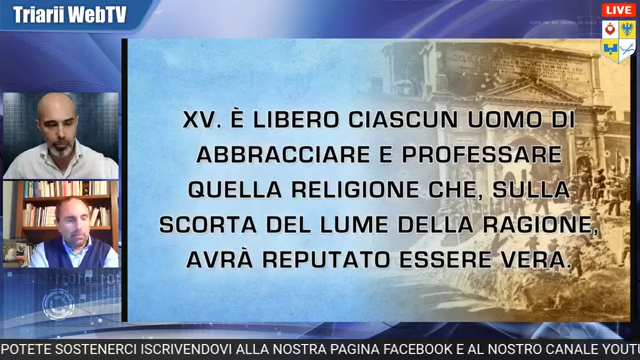 Triarii WebTV
LIVE
XV. È LIBERO CIASCUN UOMO DI
ABBRACCIARE E PROFESSARE
QUELLA RELIGIONE CHE, SULLA
SCORTA DEL LUME DELLA RAGIONE,
AVRÀ REPUTATO ESSERE VERA.
POTETE SOSTENERCI ISCRIVENDOVI ALLA NOSTRA PAGINA FACEBOOK E AL NOSTRO CANALE YOUT